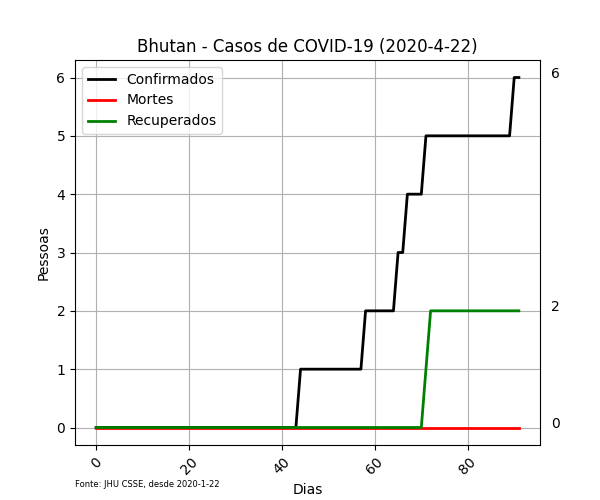 Bhutan - Casos de COVID-19 (2020-4-22)
Confirmados
Mortes
Recuperados
Pessoas
6
5
4
3
2
1
0
6
2
0
0
20
40
60
80
Dias
Fonte: JHU CSSE, desde 2020-1-22